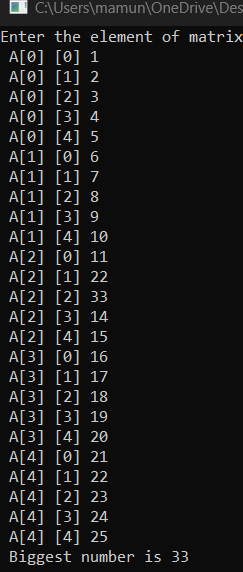 C:\Users\mamun\OneDrive\Des
Enter the element of matrix
A[0] [0] 1
A[0] [1] 2
A[0] [2] 3
A[0] [3] 4
A[0] [4] 5
A[1] [0] 6
A[1] [1] 7
A[1] [2] 8
A[1] [3] 9
A[1] [4] 10
A[2] [0] 11
A[2] [1] 22
A[2] [2] 33
A[2] [3] 14
A[2] [4] 15
A[3] [0] 16
A[3] [1] 17
A[3] [2] 18
A[3] [3] 19
A[3] [4] 20
A[4] [0] 21
A[4] [1] 22
A[4] [2] 23
A[4] [3] 24
A[4] [4] 25
Biggest number is 33